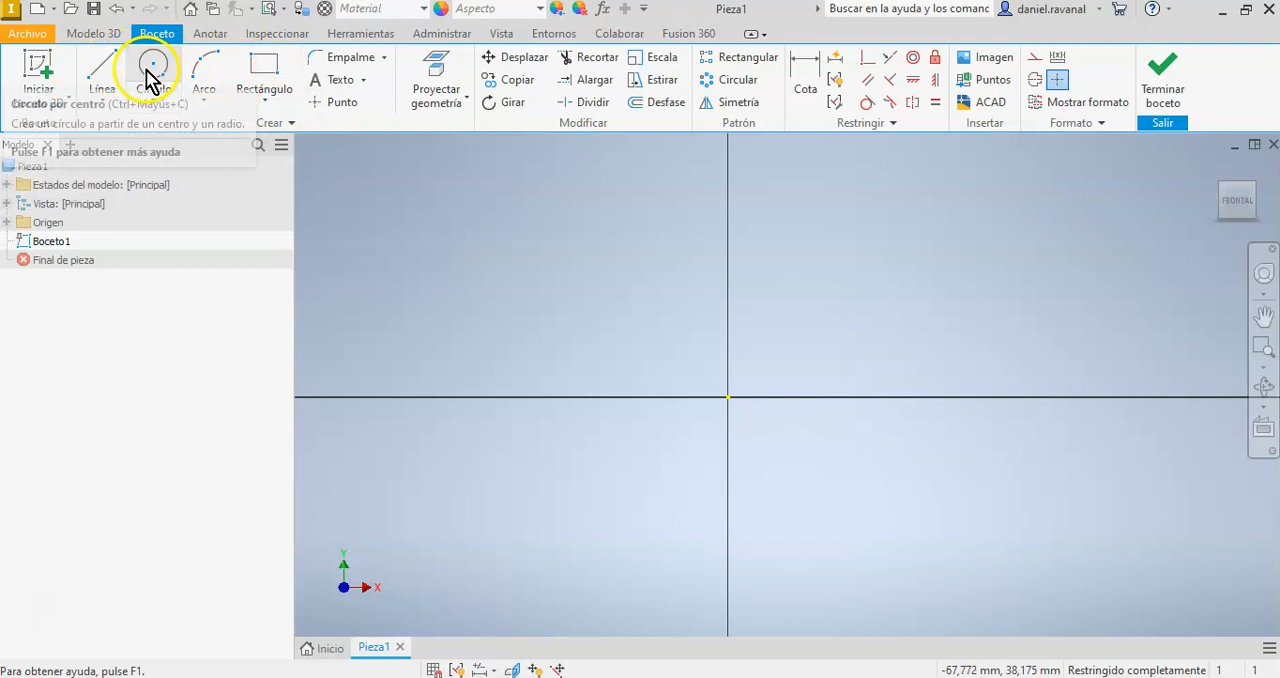 Material
Aspecto
Pieza1
Buscar en la ayuda y los comanc
daniel.ravanal
Archivo
Modelo 3D
Boceto
Anotar
Inspeccionar
Herramientas
Administrar
Vista
Entornos
Colaborar
Fusion 360
Iniciar
Línea
Círculo
Arco
Rectángulo
Empalme
Texto
Punto
Crear
Proyectar
geometría
Desplazar
Copiar
Girar
Recortar
Alargar
Dividir
Escala
Estirar
Desfase
Modificar
Rectangular
Circular
Simetría
Patrón
Cota
Restringir
Imagen
Puntos
ACAD
Insertar
Mostrar formato
Formato
Terminar
boceto
Salir
Círculo por centro (Ctrl+Mayus+C)
Crea un círculo a partir de un centro y un radio.
Pulse F1 para obtener más ayuda
Modelo
Pieza1
Estados del modelo: [Principal]
Vista: [Principal]
Origen
Boceto1
Final de pieza
FRONTAL
Y
X
Inicio
Pieza1
Para obtener ayuda, pulse F1.
-67,772 mm, 38,175 mm
Restringido completamente
1
1